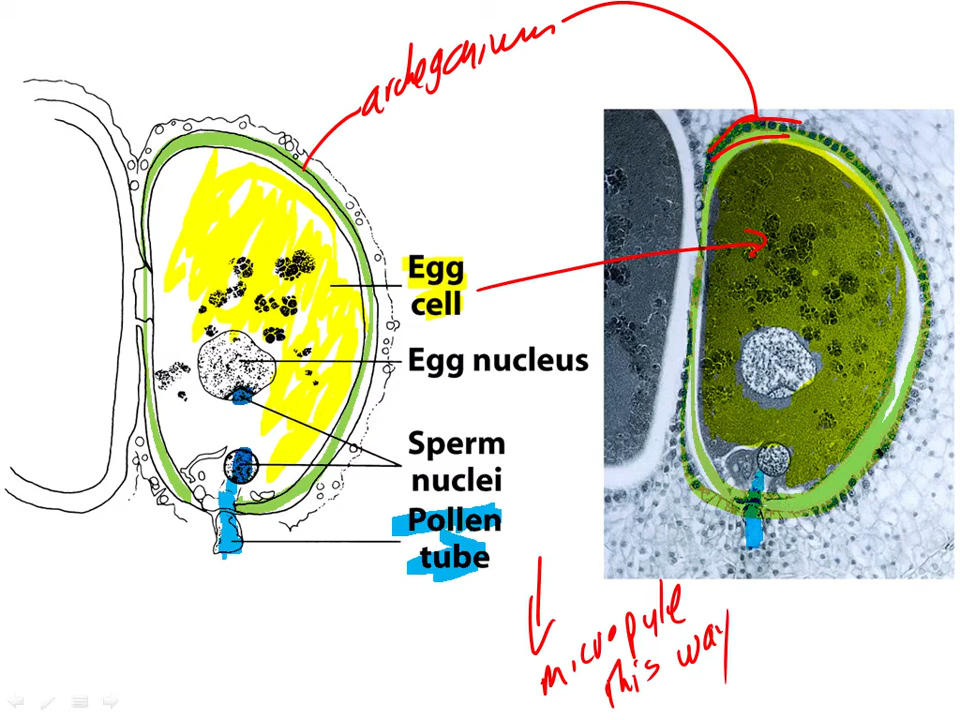 archegonium
Egg
cell
Egg nucleus
Sperm
nuclei
Pollen
tube
micropyle
this way